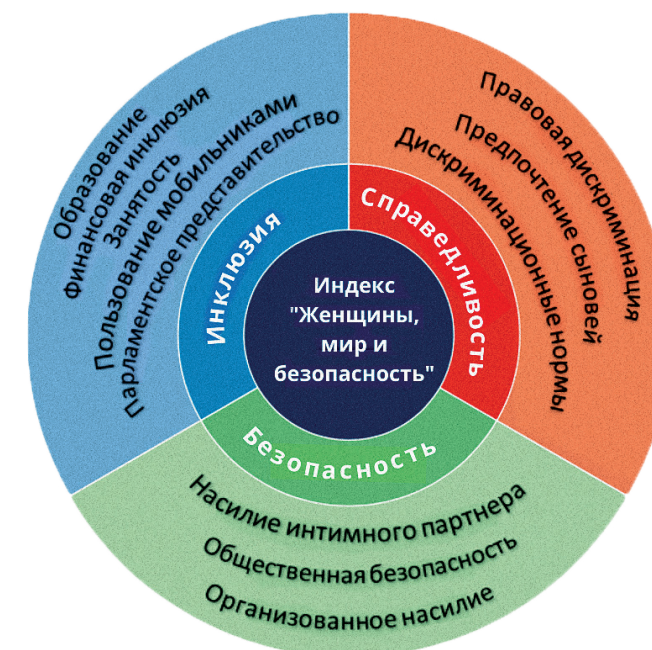 Индекс
"Женщины,
мир и
безопасность"
Инклюзия
Образование
Финансовая инклюзия
Занятость
Пользование мобильниками
Парламентское представительство
Справедливость
Правовая дискриминация
Предпочтение сыновей
Дискриминационные нормы
Безопасность
Насилие интимного партнера
Общественная безопасность
Организованное насилие